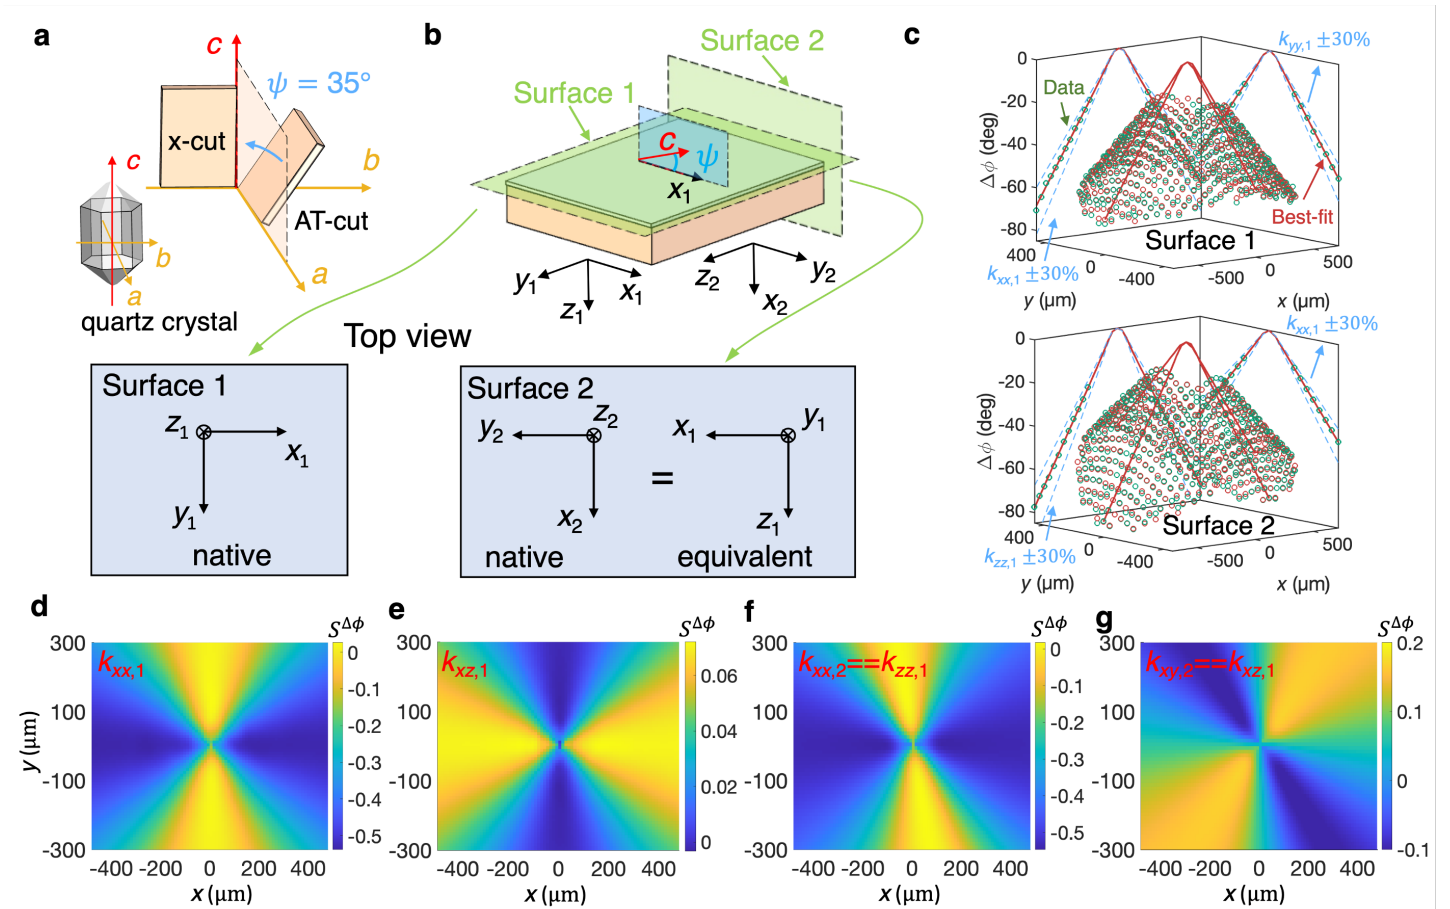 a
c
ψ = 35°
x-cut
b
AT-cut
a
c
b
a
quartz crystal
b
Surface 2
Surface 1
c
ψ
x1
y1
z1
x1
z2
x2
y2
Top view
Surface 1
z1
x1
y1
native
Surface 2
y2
z2
x2
native
=
x1
y1
z1
equivalent
c
kyy,1 ±30%
Data
0
-20
-40
-60
-80
Δϕ (deg)
Best-fit
Surface 1
kxx,1 ±30%
400
0
-400
y (μm)
-500
0
500
x (μm)
kxx,1 ±30%
0
-20
-40
-60
-80
Δϕ (deg)
Surface 2
kzz,1 ±30%
400
0
-400
y (μm)
-500
0
500
x (μm)
d
SΔϕ
kxx,1
300
100
-100
-300
y (μm)
-400 -200 0 200 400
x (μm)
0
-0.1
-0.2
-0.3
-0.4
-0.5
e
SΔϕ
kxz,1
300
100
-100
-300
-400 -200 0 200 400
x (μm)
0.06
0.04
0.02
0
f
SΔϕ
kxx,2==kzz,1
300
100
-100
-300
-400 -200 0 200 400
x (μm)
0
-0.1
-0.2
-0.3
-0.4
-0.5
g
SΔϕ
kxy,2==kxz,1
300
100
-100
-300
-400 -200 0 200 400
x (μm)
0.2
0.1
0
-0.1